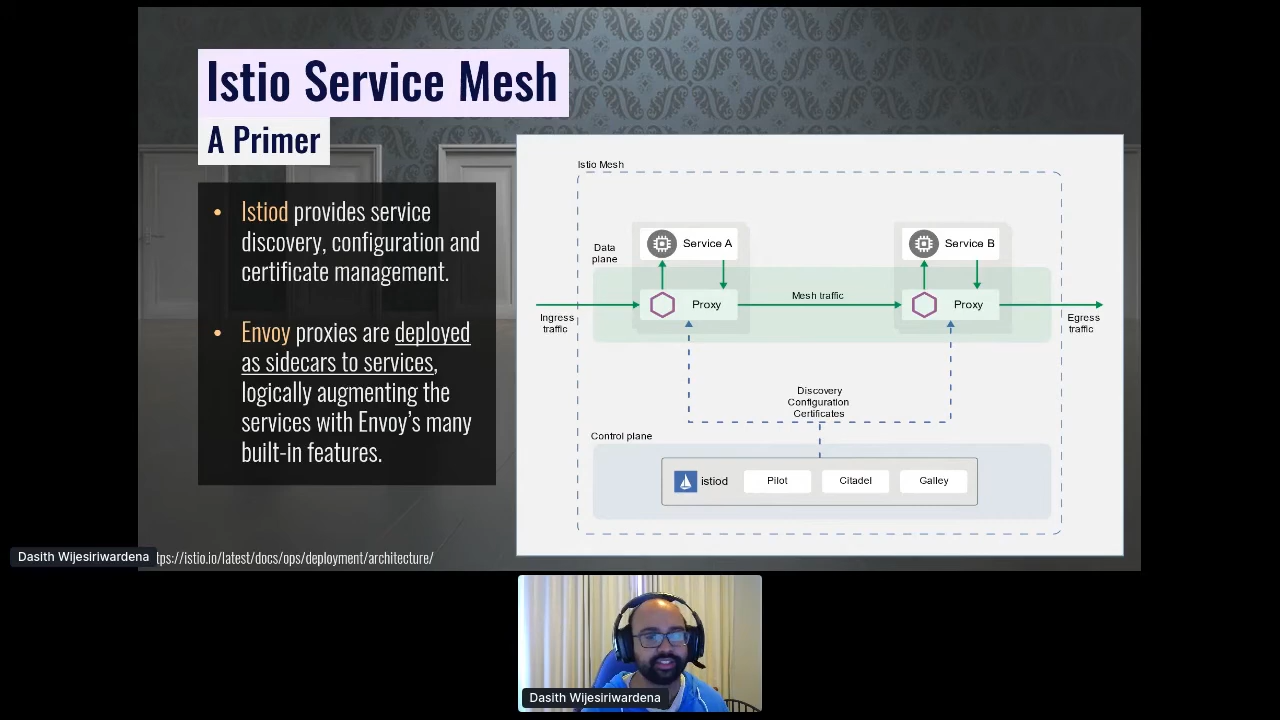 Istio Service Mesh
A Primer
• Istiod provides service
discovery, configuration and
certificate management.
• Envoy proxies are deployed
as sidecars to services,
logically augmenting the
services with Envoy's many
built-in features.
Istio Mesh
Data
plane
Service A
Service B
Proxy
Mesh traffic
Proxy
Ingress
traffic
Egress
traffic
Discovery
Configuration
Certificates
Control plane
istiod
Pilot
Citadel
Galley
Dasith Wijesiriwardena
tps://istio.io/latest/docs/ops/deployment/architecture/
Dasith Wijesiriwardena